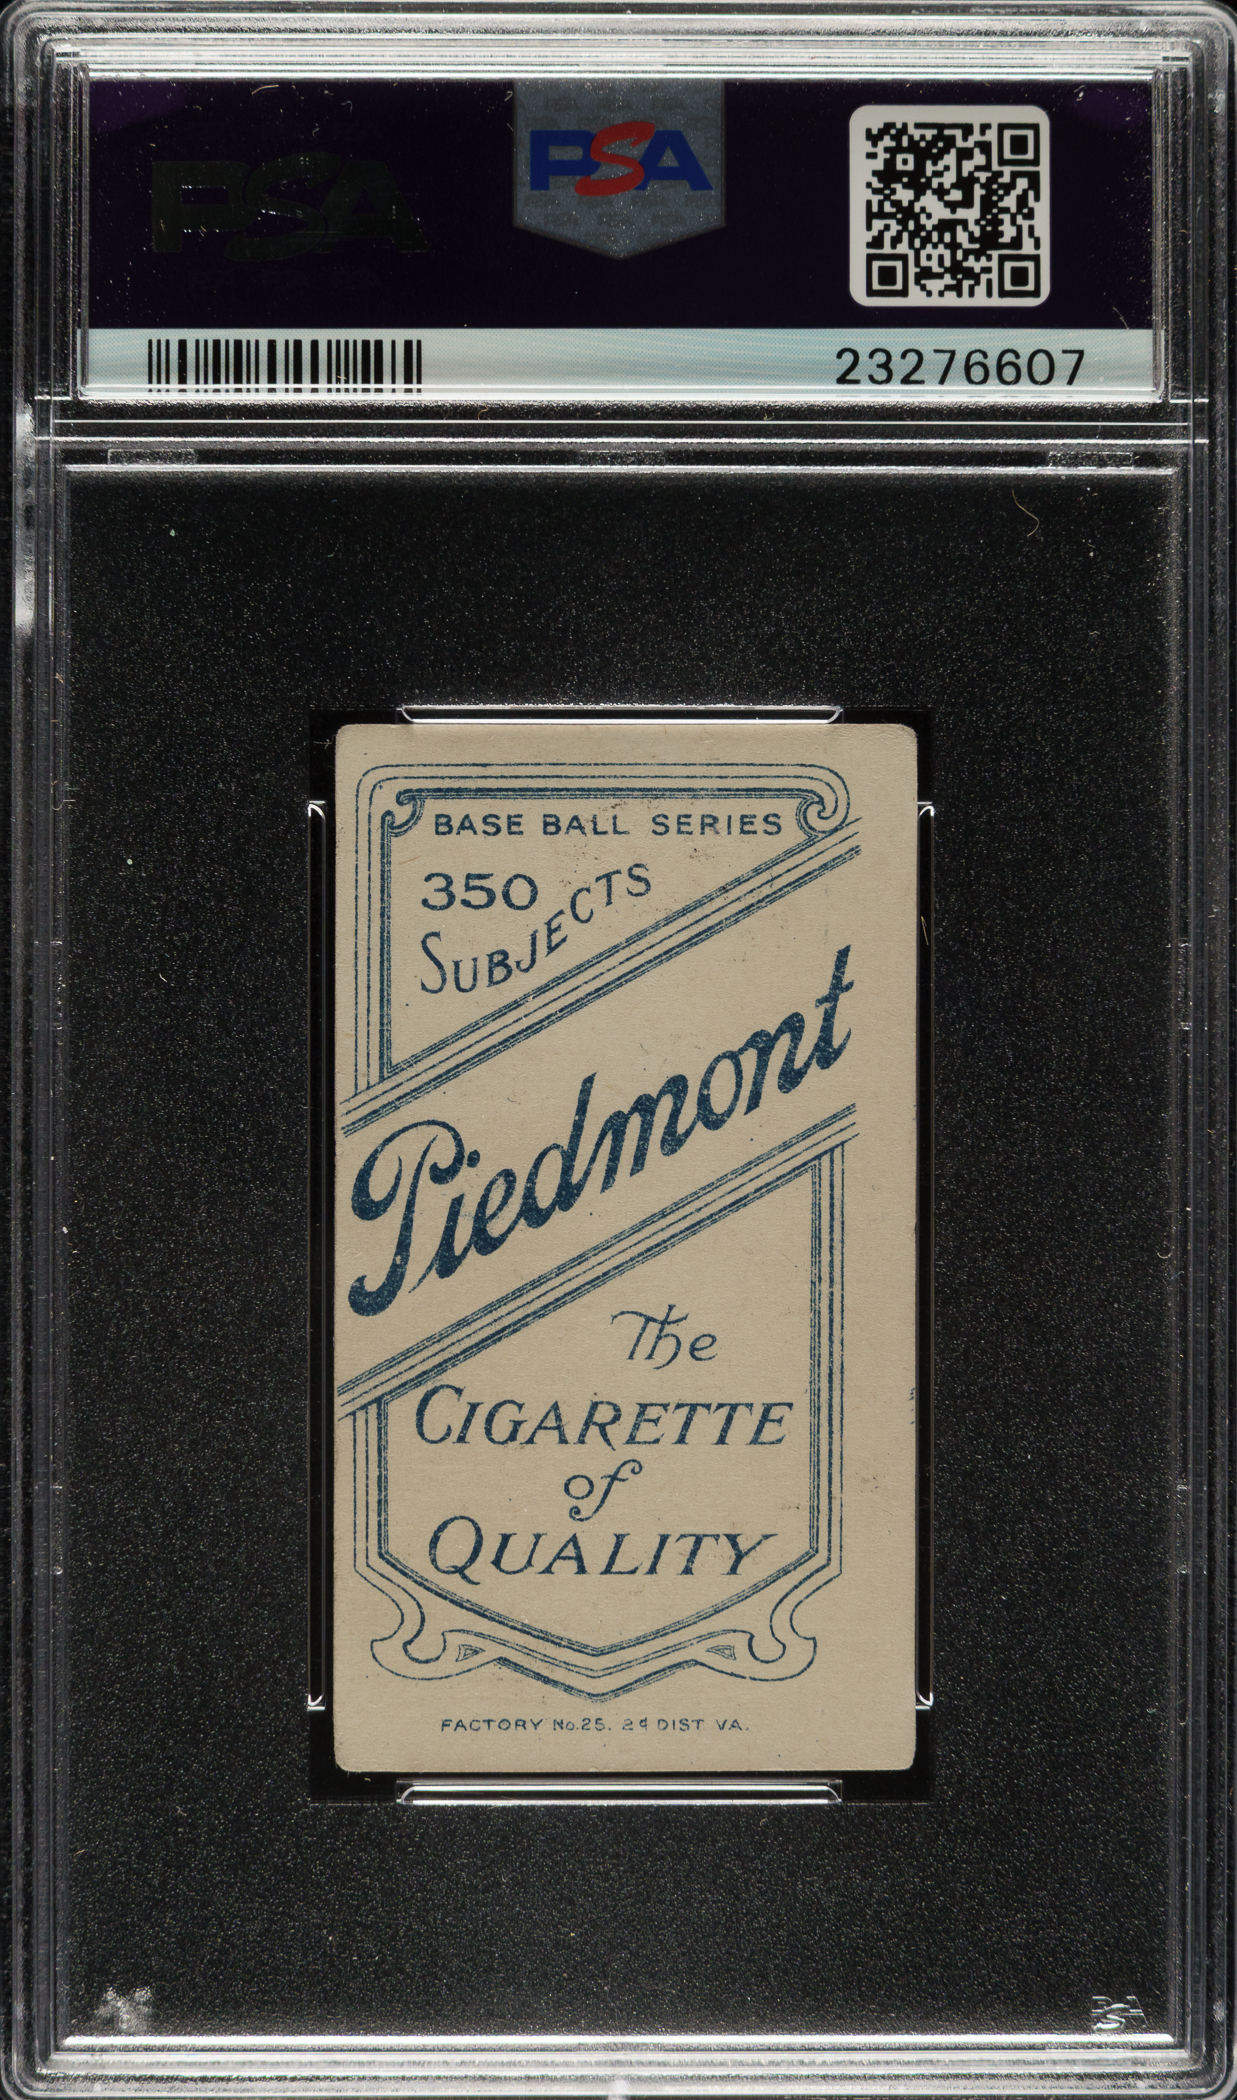 PSA
PSA
23276607
BASE BALL SERIES
350
SUBJECTS
Piedmont
The
CIGARETTE
of
QUALITY
FACTORY No. 25. 2d DIST VA.
PSA